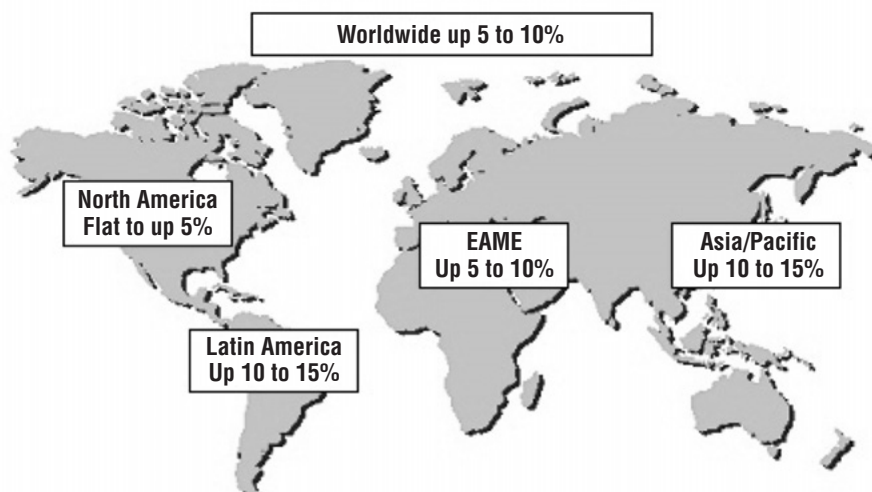 Worldwide up 5 to 10%
North America
Flat to up 5%
EAME
Up 5 to 10%
Asia/Pacific
Up 10 to 15%
Latin America
Up 10 to 15%